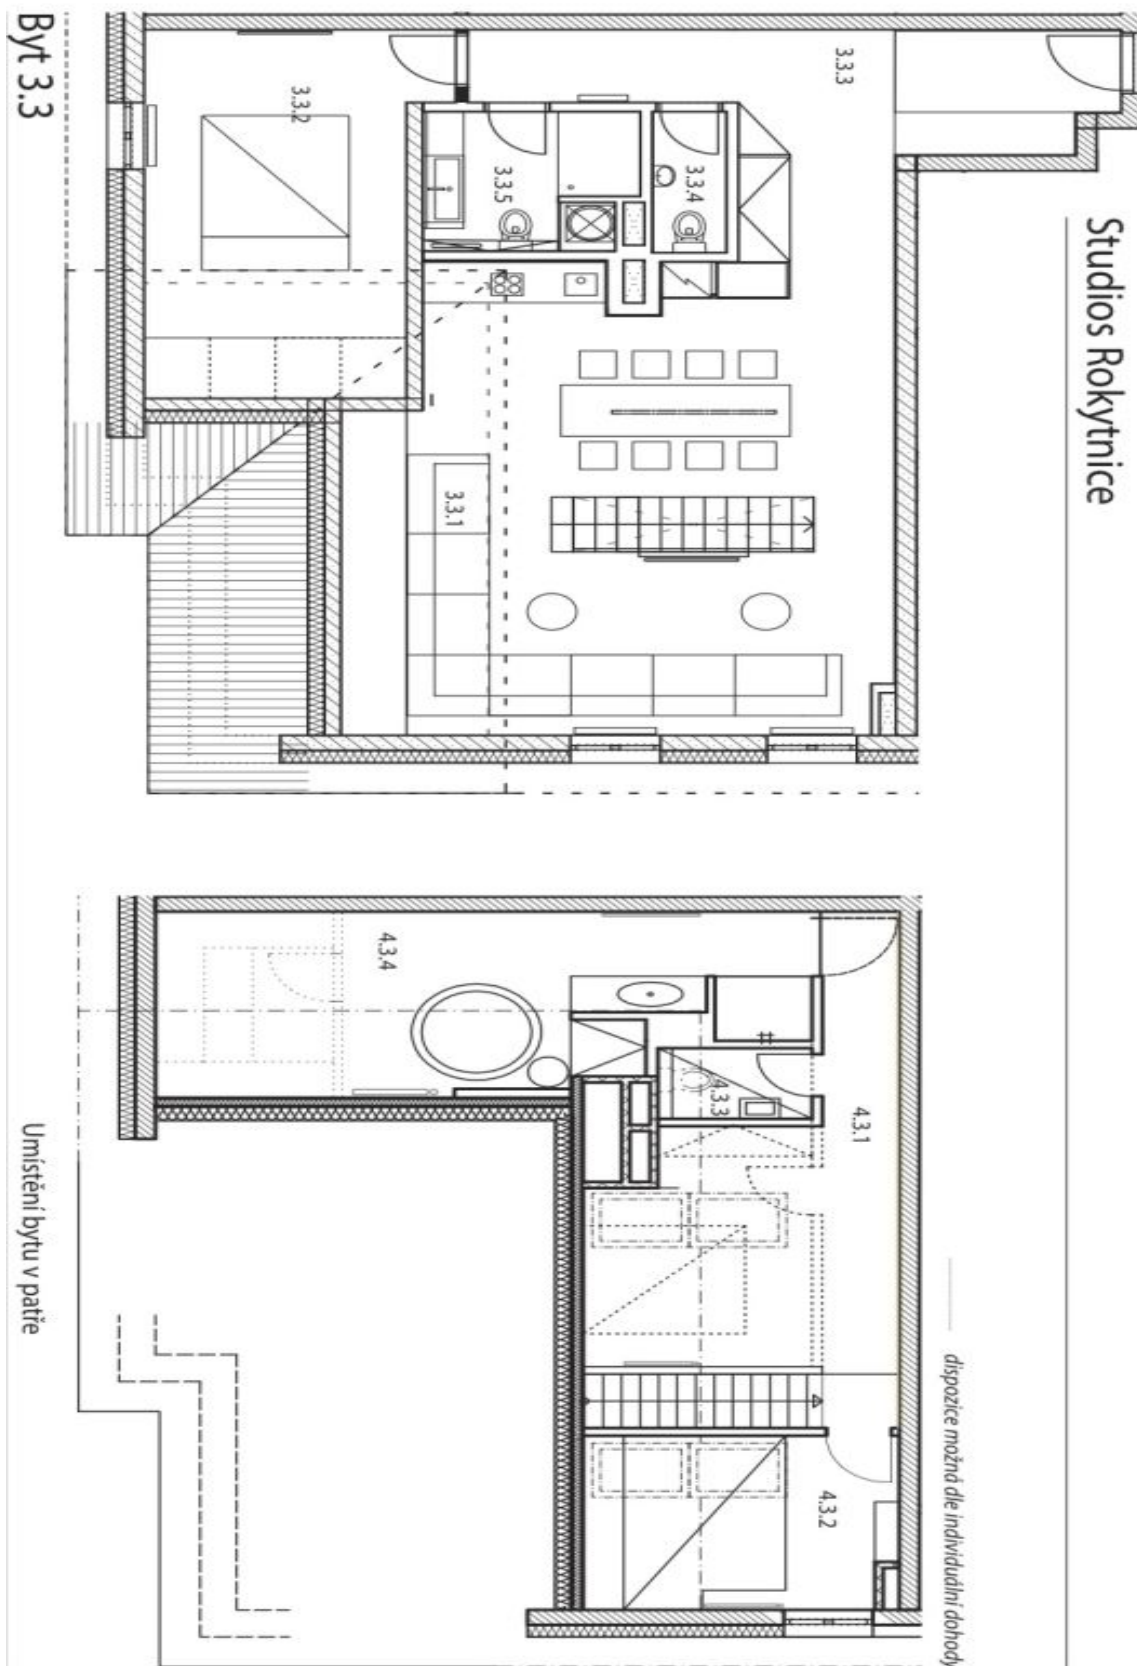 Studios Rokytnice
Byt 3.3
3.3.2
3.3.3
3.3.5
3.3.4
3.3.1
4.3.4
4.3.3
4.3.1
4.3.2
Umístění bytu v patře
dispozice možná dle individuální dohody